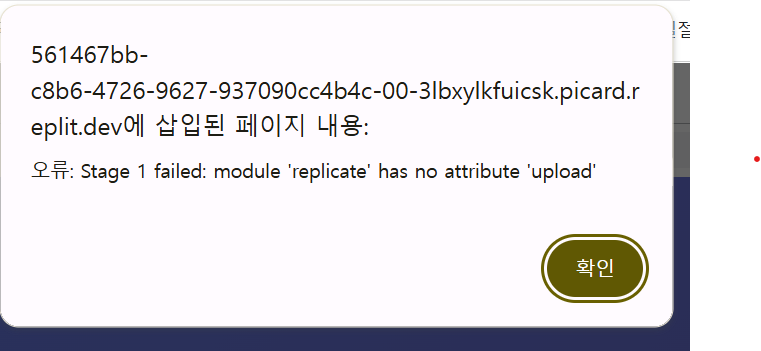 561467bb-
c8b6-4726-9627-937090cc4b4c-00-3lbxylkfuicsk.picard.r
eplit.dev에 삽입된 페이지 내용:
오류: Stage 1 failed: module 'replicate' has no attribute 'upload'
확인